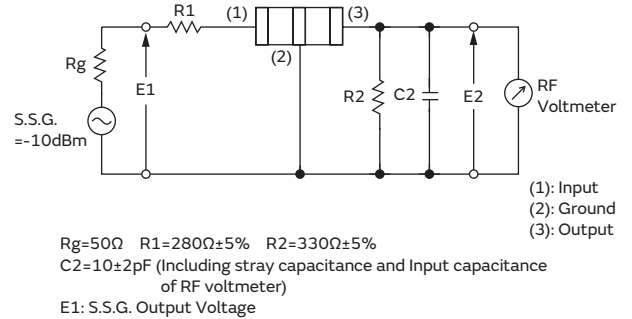 R1
(1)
(3)
(2)
Rg
E1
R2
C2
E2
RF
Voltmeter
S.S.G.
=-10dBm
(1): Input
(2): Ground
(3): Output
Rg=50Ω R1=280Ω±5% R2=330Ω±5%
C2=10±2pF (Including stray capacitance and Input capacitance
of RF voltmeter)
E1: S.S.G. Output Voltage